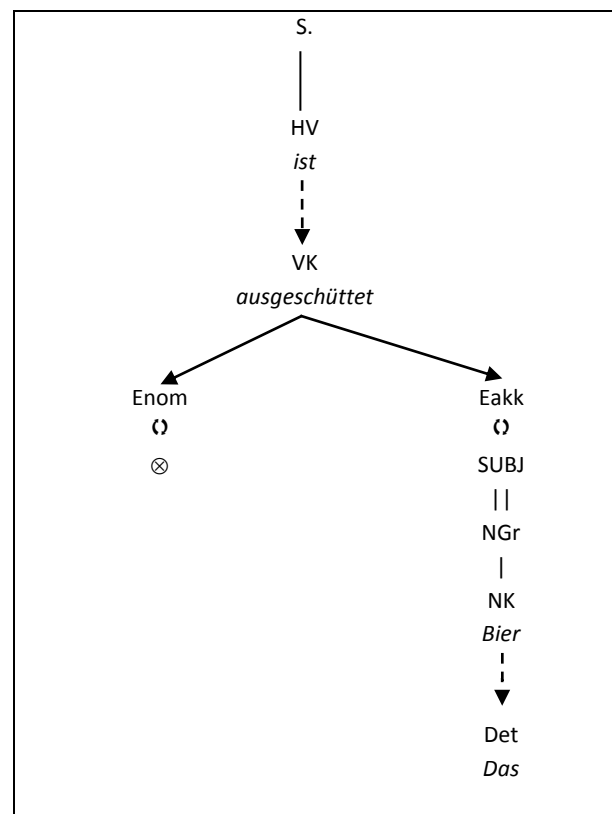 S.
HV
ist
VK
ausgeschüttet
Enom Eakk
⊗ SUBJ
NGr
NK
Bier
Det
Das